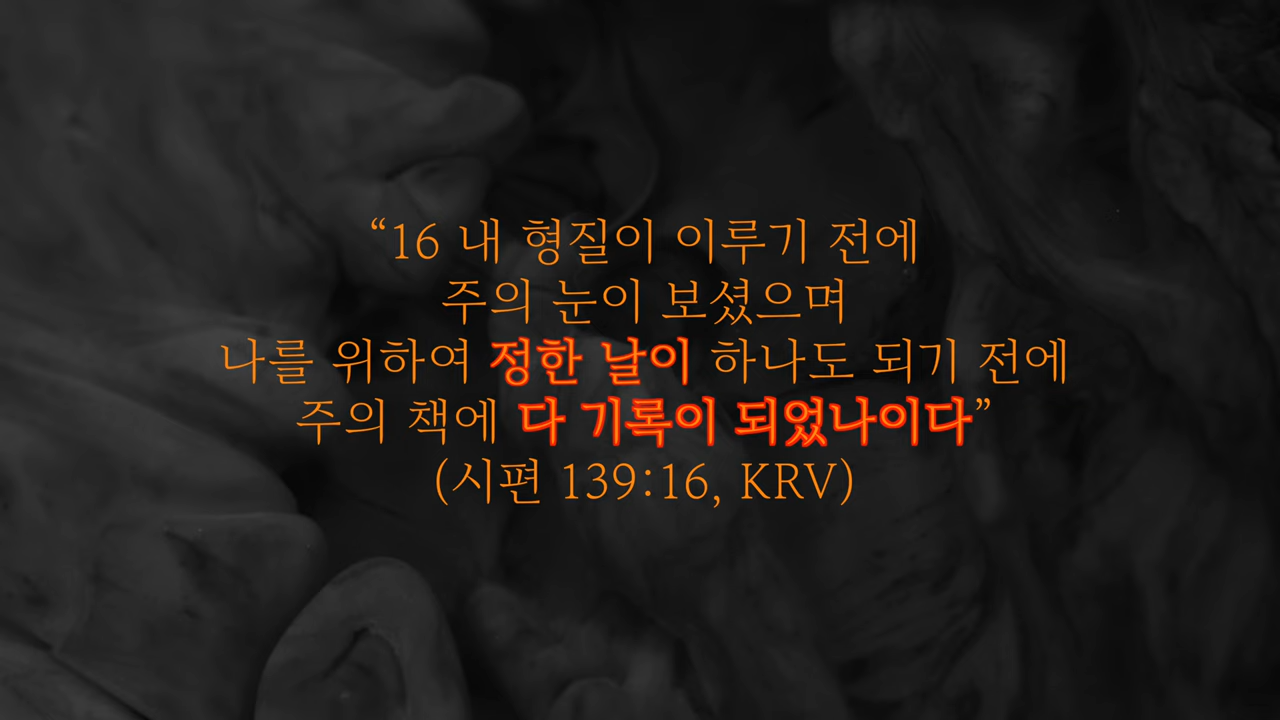 “16 내 형질이 이루기 전에
주의 눈이 보셨으며
나를 위하여 정한 날이 하나도 되기 전에
주의 책에 다 기록이 되었나이다”
(시편 139:16, KRV)